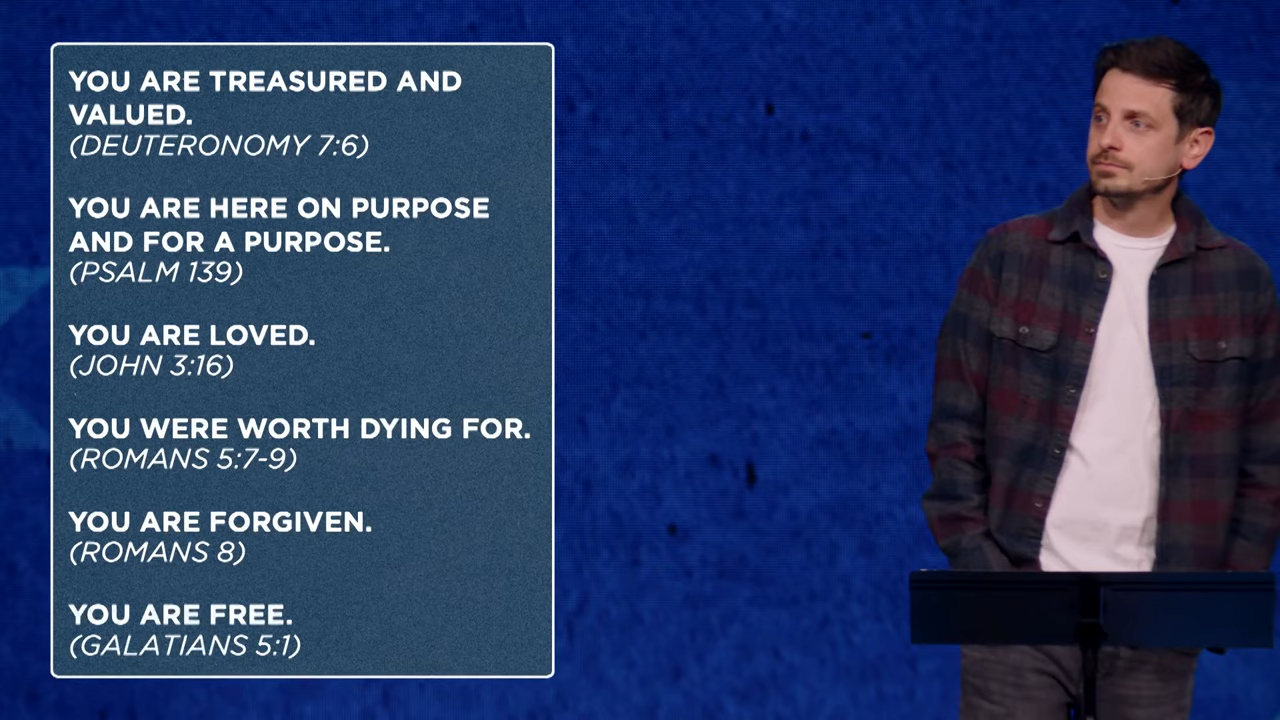 YOU ARE TREASURED AND
VALUED.
(DEUTERONOMY 7:6)
YOU ARE HERE ON PURPOSE
AND FOR A PURPOSE.
(PSALM 139)
YOU ARE LOVED.
(JOHN 3:16)
YOU WERE WORTH DYING FOR.
(ROMANS 5:7-9)
YOU ARE FORGIVEN.
(ROMANS 8)
YOU ARE FREE.
(GALATIANS 5:1)